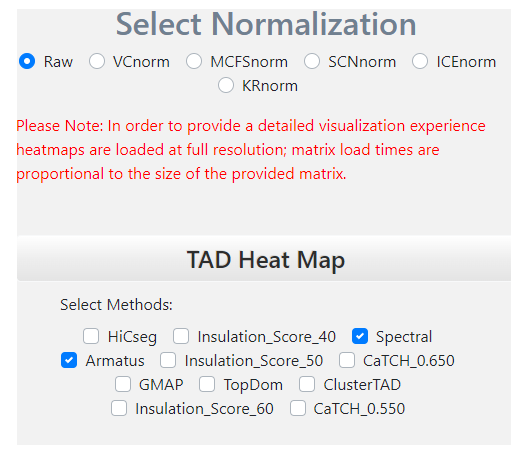 Select Normalization
Raw VCnorm MCFSnorm SCNnorm ICEnorm
KRnorm
Please Note: In order to provide a detailed visualization experience
heatmaps are loaded at full resolution; matrix load times are
proportional to the size of the provided matrix.
TAD Heat Map
Select Methods:
HiCseg Insulation_Score_40 Spectral
Armatus Insulation_Score_50 CaTCH_0.650
GMAP TopDom ClusterTAD
Insulation_Score_60 CaTCH_0.550